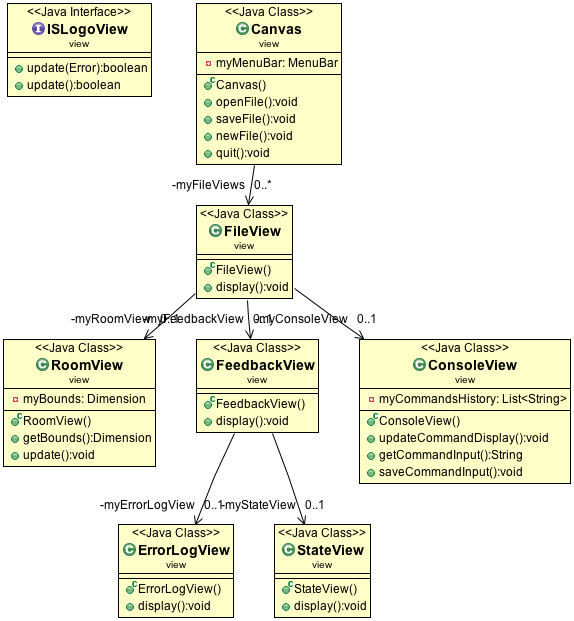 <<Java Interface>>
ISLogoView
view
update(Error):boolean
update():boolean
<<Java Class>>
Canvas
view
myMenuBar: MenuBar
Canvas()
openFile():void
saveFile():void
newFile():void
quit():void
-myFileViews 0..*
<<Java Class>>
FileView
view
FileView()
display():void
-myRoomView 0..1
-myFeedbackView 0..1
-myConsoleView 0..1
<<Java Class>>
RoomView
view
myBounds: Dimension
RoomView()
getBounds():Dimension
update():void
<<Java Class>>
FeedbackView
view
FeedbackView()
display():void
<<Java Class>>
ConsoleView
view
myCommandsHistory: List<String>
ConsoleView()
updateCommandDisplay():void
getCommandInput():String
saveCommandInput():void
-myErrorLogView 0..1
-myStateView 0..1
<<Java Class>>
ErrorLogView
view
ErrorLogView()
display():void
<<Java Class>>
StateView
view
StateView()
display():void